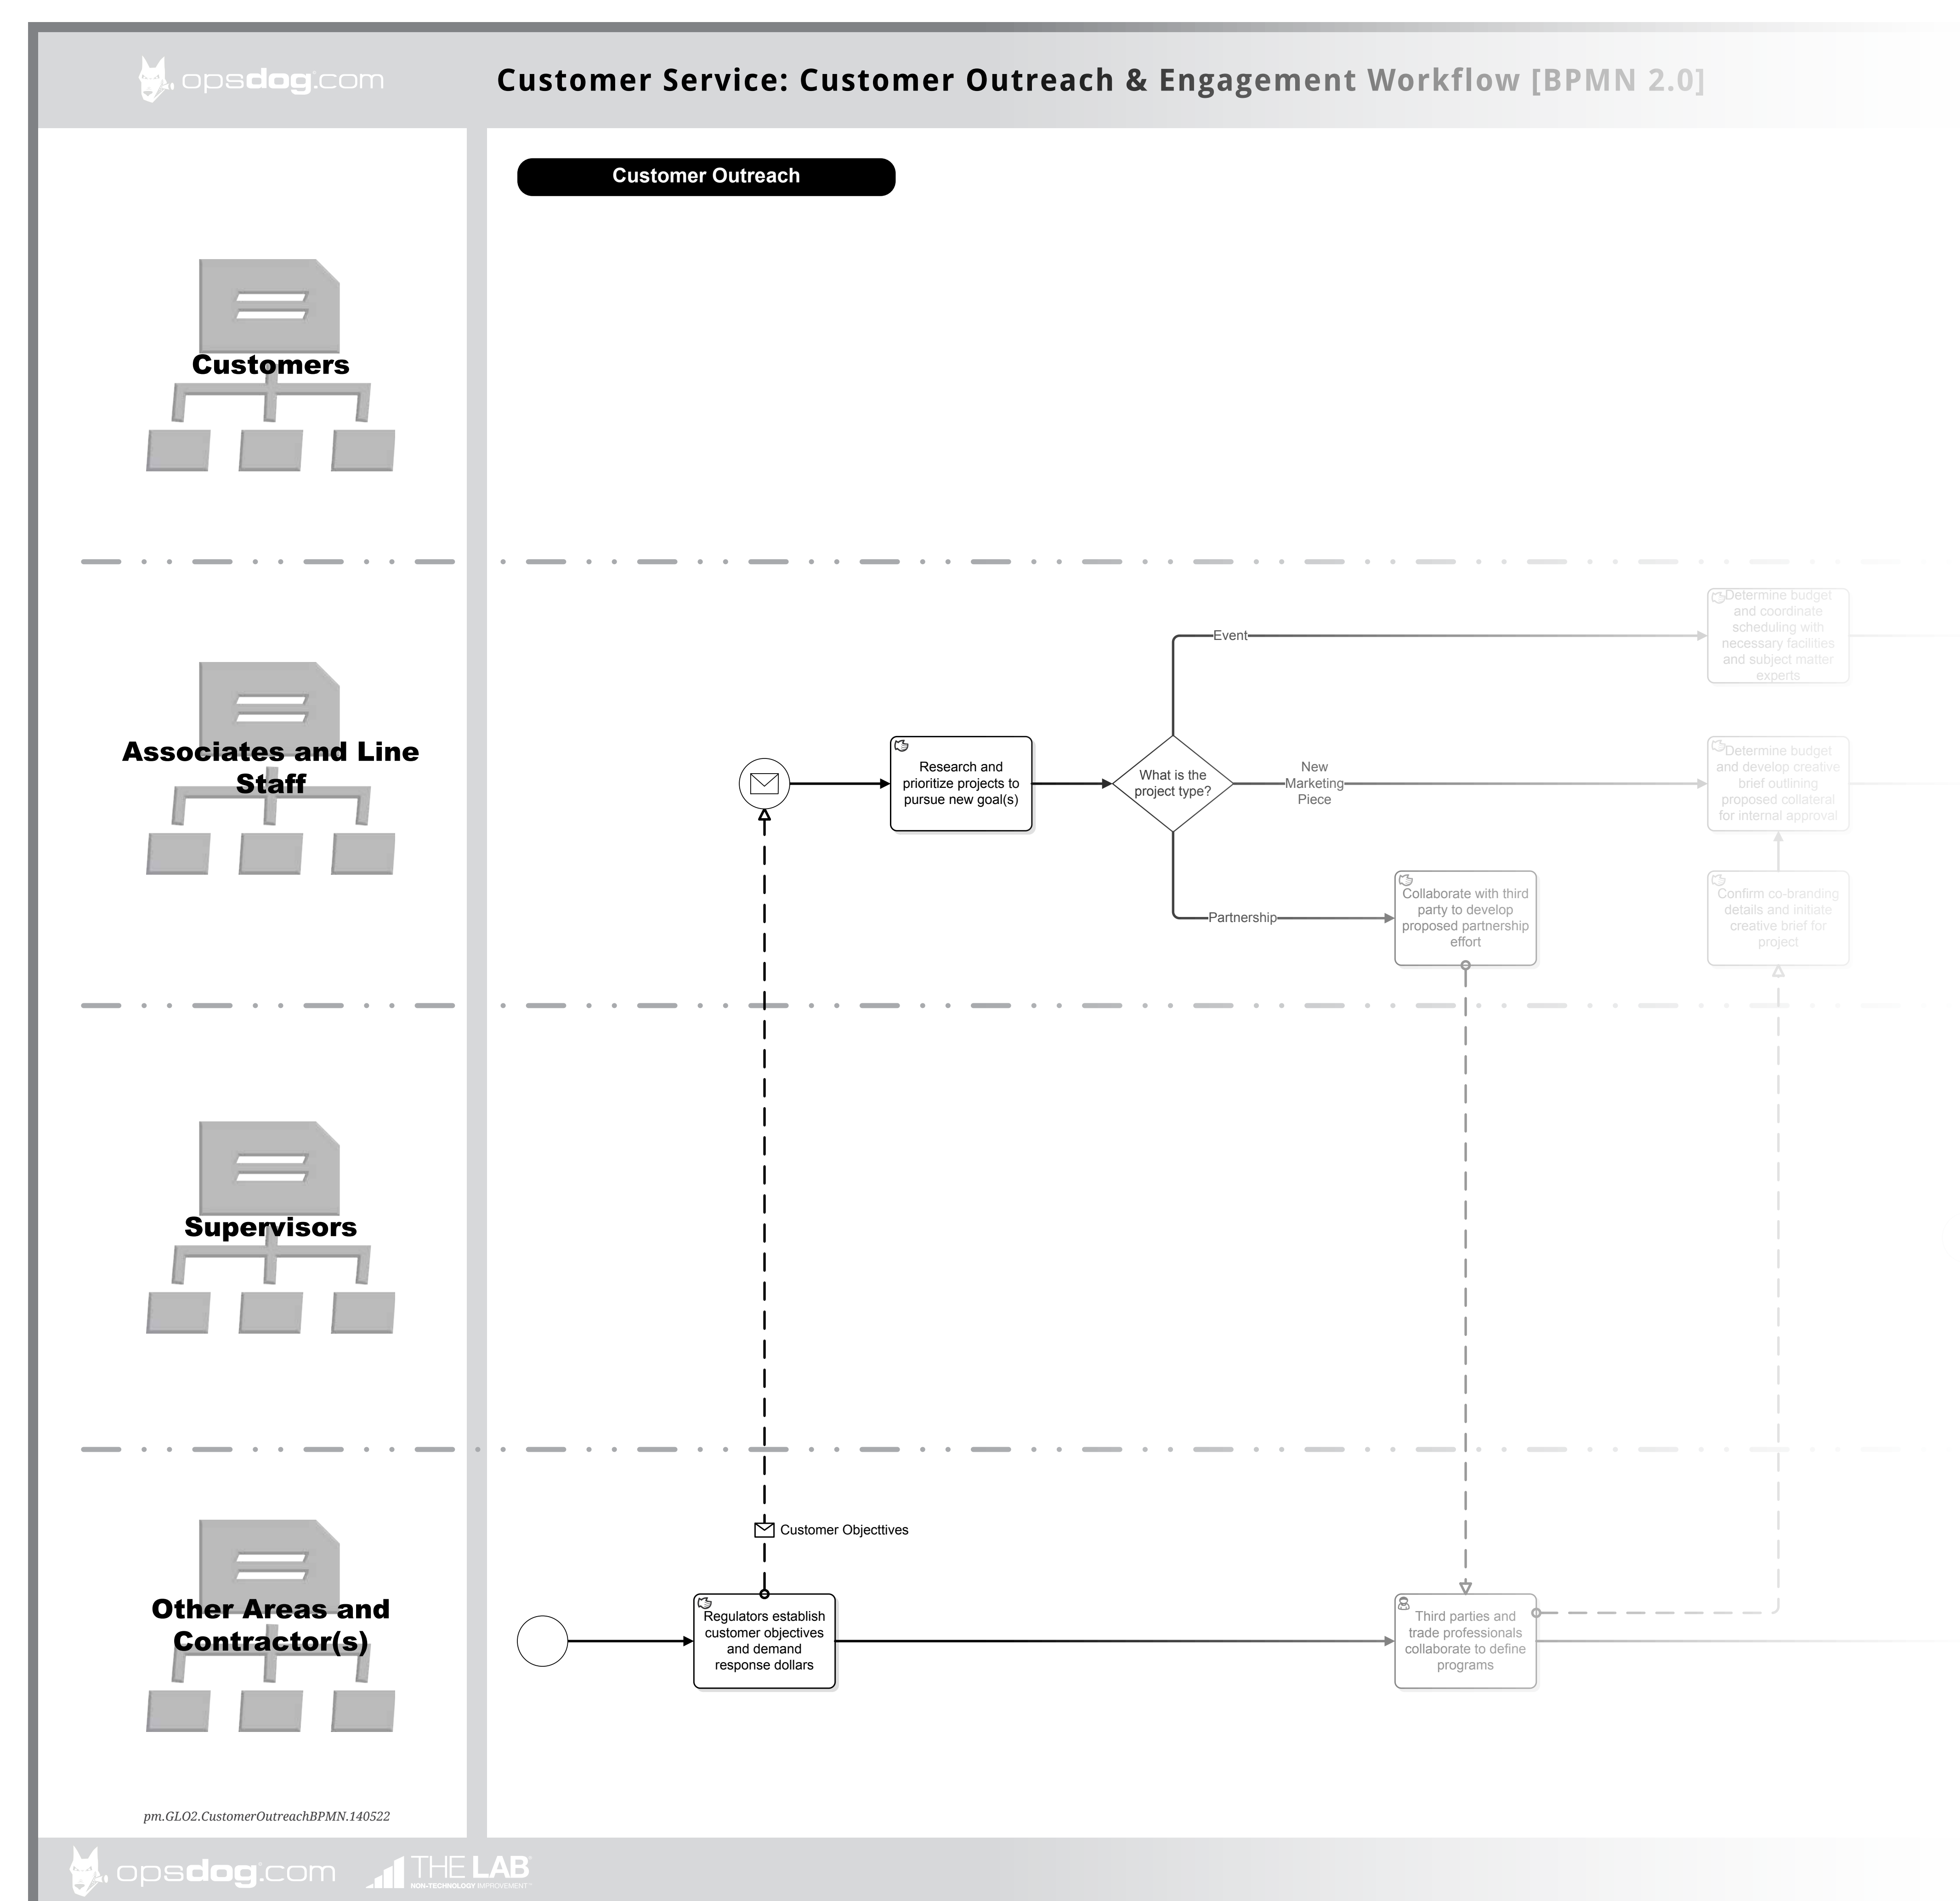 opsdog.com
Customer Service: Customer Outreach & Engagement Workflow [BPMN 2.0]
Customer Outreach
Customers
Determine budget
and coordinate
scheduling with
necessary facilities
and subject matter
experts
Event
Associates and Line
Staff
Research and
prioritize projects to
pursue new goal(s)
What is the
project type?
New
Marketing
Piece
Determine budget
and develop creative
brief outlining
proposed collateral
for internal approval
Partnership
Collaborate with third
party to develop
proposed partnership
effort
Confirm co-branding
details and initiate
creative brief for
project
Supervisors
Customer Objecttives
Other Areas and
Contractor(s)
Regulators establish
customer objectives
and demand
response dollars
Third parties and
trade professionals
collaborate to define
programs
pm.GLO2.CustomerOutreachBPMN.140522
opsdog.com
THE LAB
NON-TECHNOLOGY IMPROVEMENT